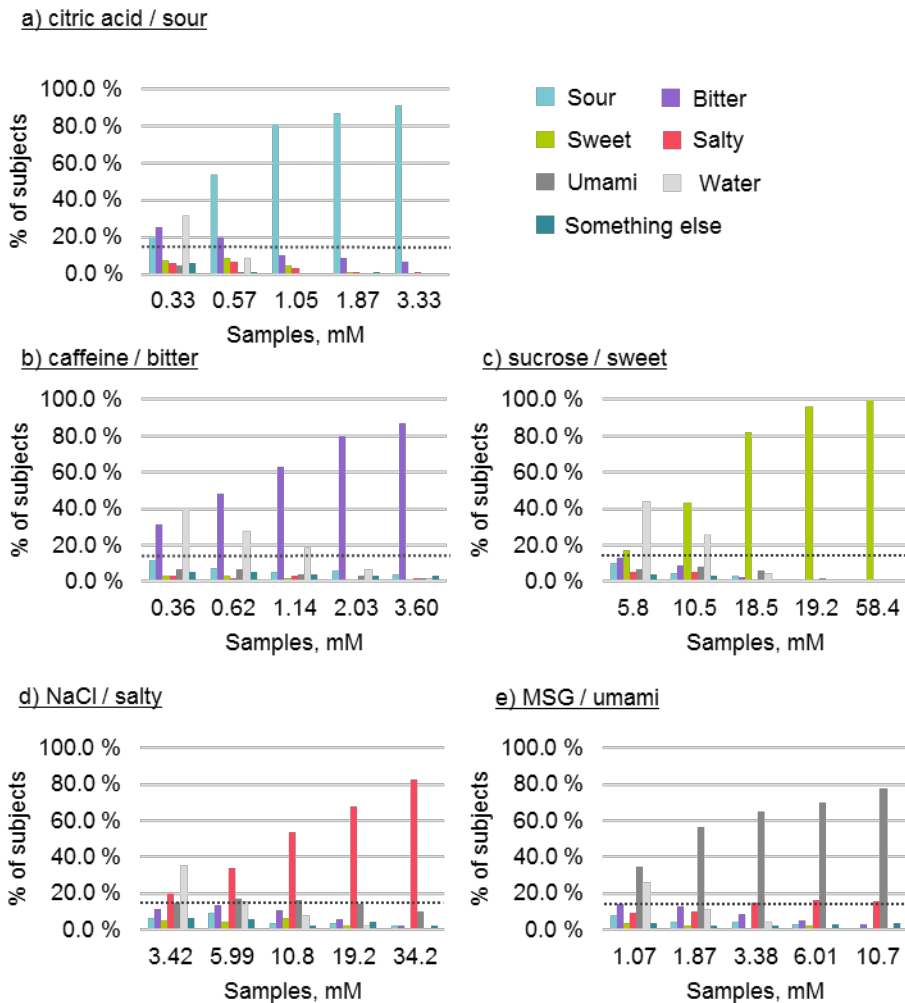 a) citric acid / sour
% of subjects
100.0 %
80.0 %
60.0 %
40.0 %
20.0 %
0.0 %
0.33 0.57 1.05 1.87 3.33
Samples, mM
Sour Bitter
Sweet Salty
Umami Water
Something else
b) caffeine / bitter
% of subjects
100.0 %
80.0 %
60.0 %
40.0 %
20.0 %
0.0 %
0.36 0.62 1.14 2.03 3.60
Samples, mM
c) sucrose / sweet
% of subjects
100.0 %
80.0 %
60.0 %
40.0 %
20.0 %
0.0 %
5.8 10.5 18.5 19.2 58.4
Samples, mM
d) NaCl / salty
% of subjects
100.0 %
80.0 %
60.0 %
40.0 %
20.0 %
0.0 %
3.42 5.99 10.8 19.2 34.2
Samples, mM
e) MSG / umami
% of subjects
100.0 %
80.0 %
60.0 %
40.0 %
20.0 %
0.0 %
1.07 1.87 3.38 6.01 10.7
Samples, mM